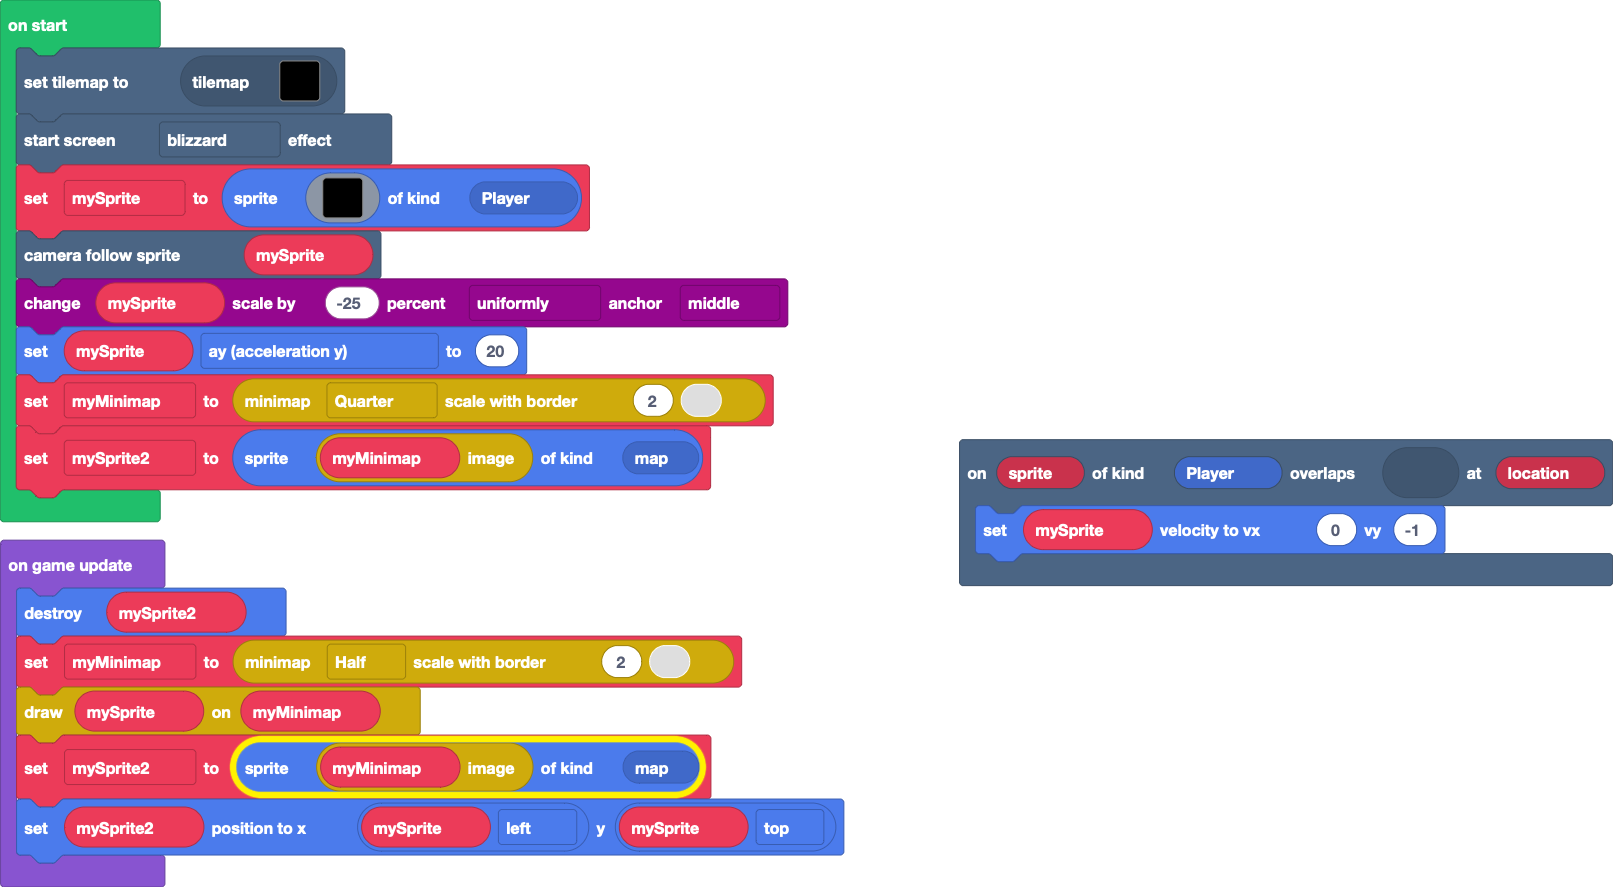 on start
set tilemap to tilemap
start screen blizzard effect
set mySprite to sprite of kind Player
camera follow sprite mySprite
change mySprite scale by -25 percent uniformly anchor middle
set mySprite ay (acceleration y) to 20
set myMinimap to minimap Quarter scale with border 2
set mySprite2 to sprite myMinimap image of kind map
on sprite of kind Player overlaps at location
set mySprite velocity to vx 0 vy -1
on game update
destroy mySprite2
set myMinimap to minimap Half scale with border 2
draw mySprite on myMinimap
set mySprite2 to sprite myMinimap image of kind map
set mySprite2 position to x mySprite left y mySprite top